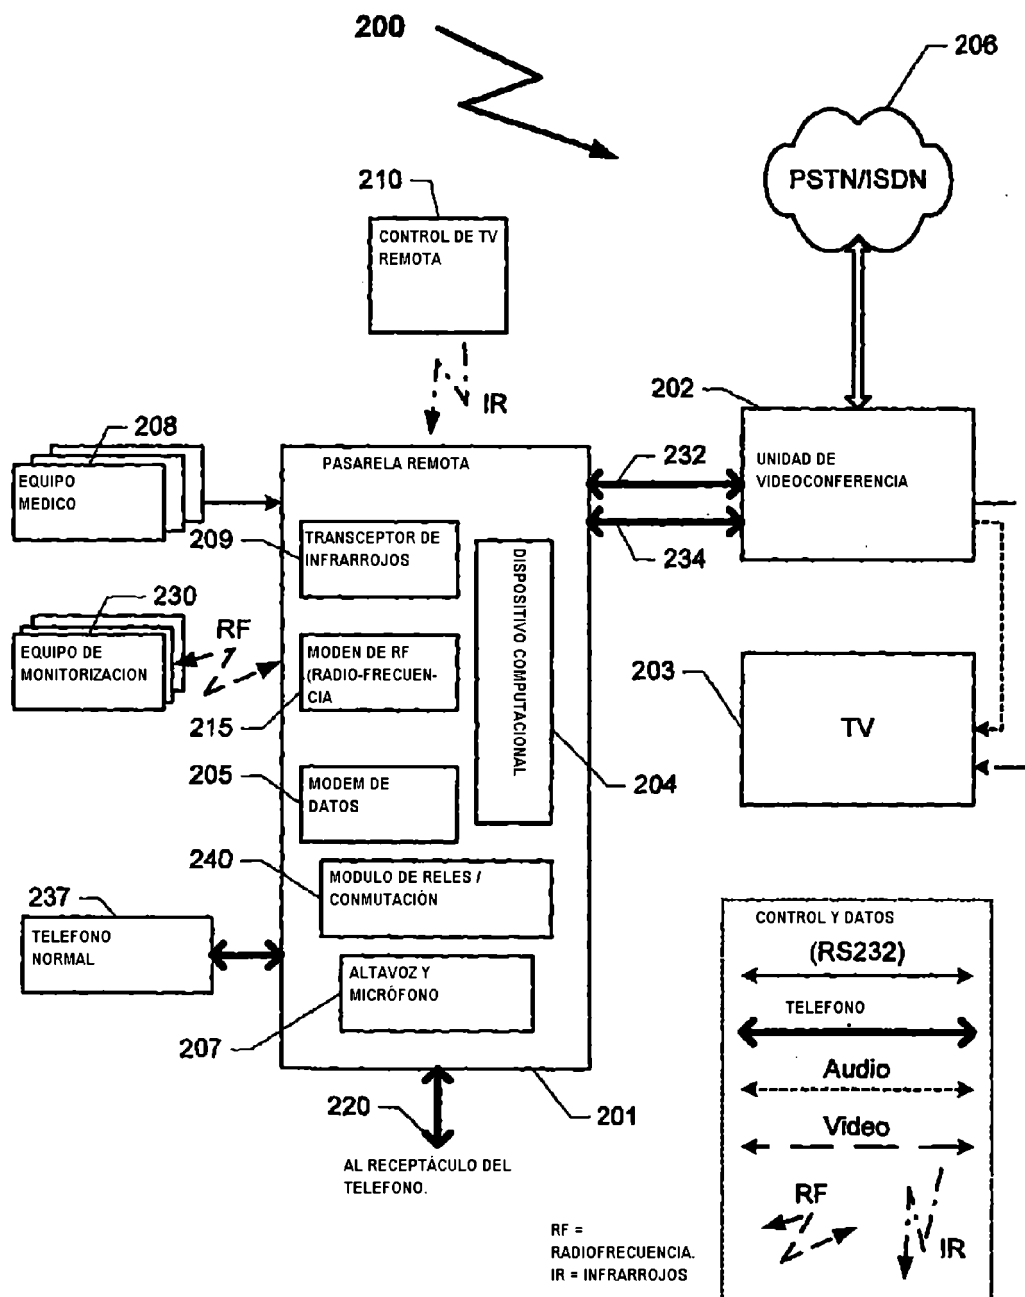 200
206
PSTN/ISDN
210
CONTROL DE TV
REMOTA
IR
202
UNIDAD DE
VIDEOCONFERENCIA
208
EQUIPO
MEDICO
PASARELA REMOTA
232
234
209
TRANSCEPTOR DE
INFRARROJOS
DISPOSITIVO COMPUTACIONAL
230
EQUIPO DE
MONITORIZACION
RF
MODEN DE RF
(RADIO-FRECUEN-
CIA
215
203
TV
205
MODEM DE
DATOS
204
240
MODULO DE RELES /
CONMUTACIÓN
237
TELEFONO
NORMAL
ALTAVOZ Y
MICRÓFONO
207
220
201
AL RECEPTÁCULO DEL
TELEFONO.
CONTROL Y DATOS
(RS232)
TELEFONO
Audio
Video
RF
IR
RF =
RADIOFRECUENCIA.
IR = INFRARROJOS